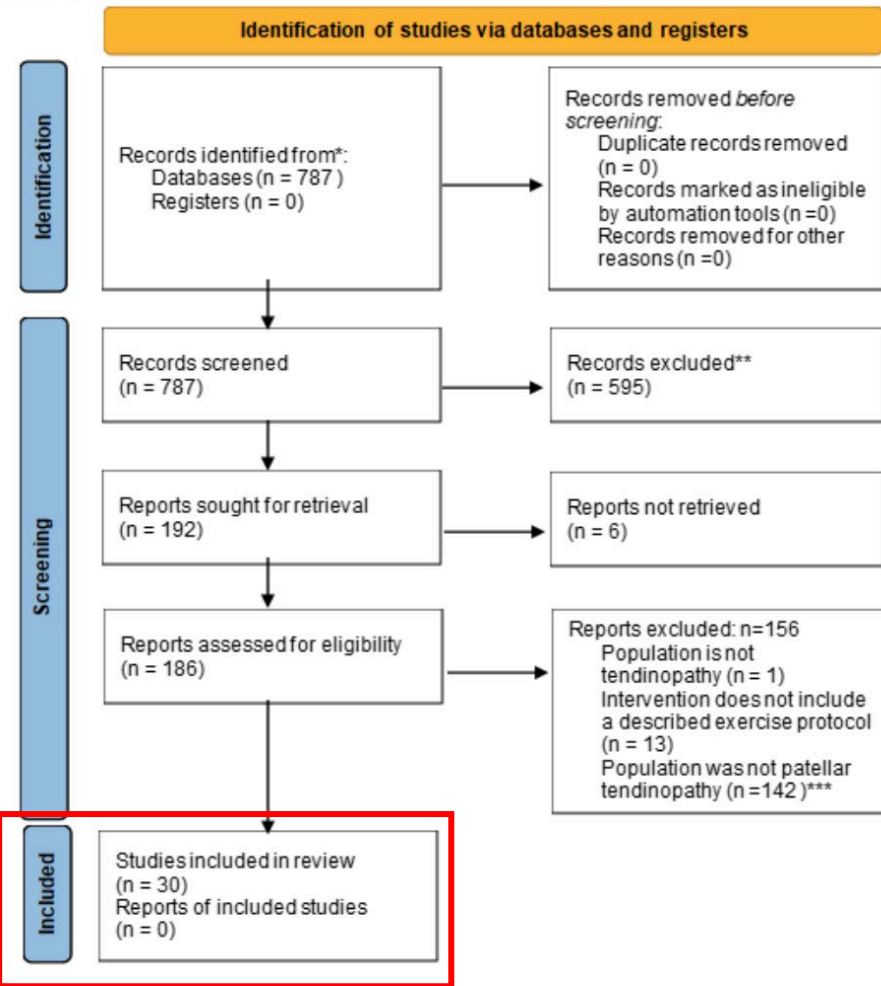 Identification of studies via databases and registers
Identification
Records identified from*:
Databases (n = 787 )
Registers (n = 0)
Records removed before
screening:
Duplicate records removed
(n = 0)
Records marked as ineligible
by automation tools (n =0)
Records removed for other
reasons (n =0)
Screening
Records screened
(n = 787)
Records excluded**
(n = 595)
Reports sought for retrieval
(n = 192)
Reports not retrieved
(n = 6)
Reports assessed for eligibility
(n = 186)
Reports excluded: n=156
Population is not
tendinopathy (n = 1)
Intervention does not include
a described exercise protocol
(n = 13)
Population was not patellar
tendinopathy (n =142 )***
Included
Studies included in review
(n = 30)
Reports of included studies
(n = 0)